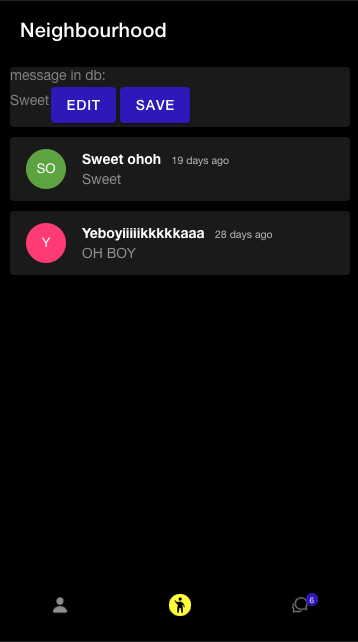 Neighbourhood
message in db:
Sweet EDIT SAVE
SO Sweet ohoh 19 days ago
Sweet
Y Yeboyiiiiikkkkkaaa 28 days ago
OH BOY
6